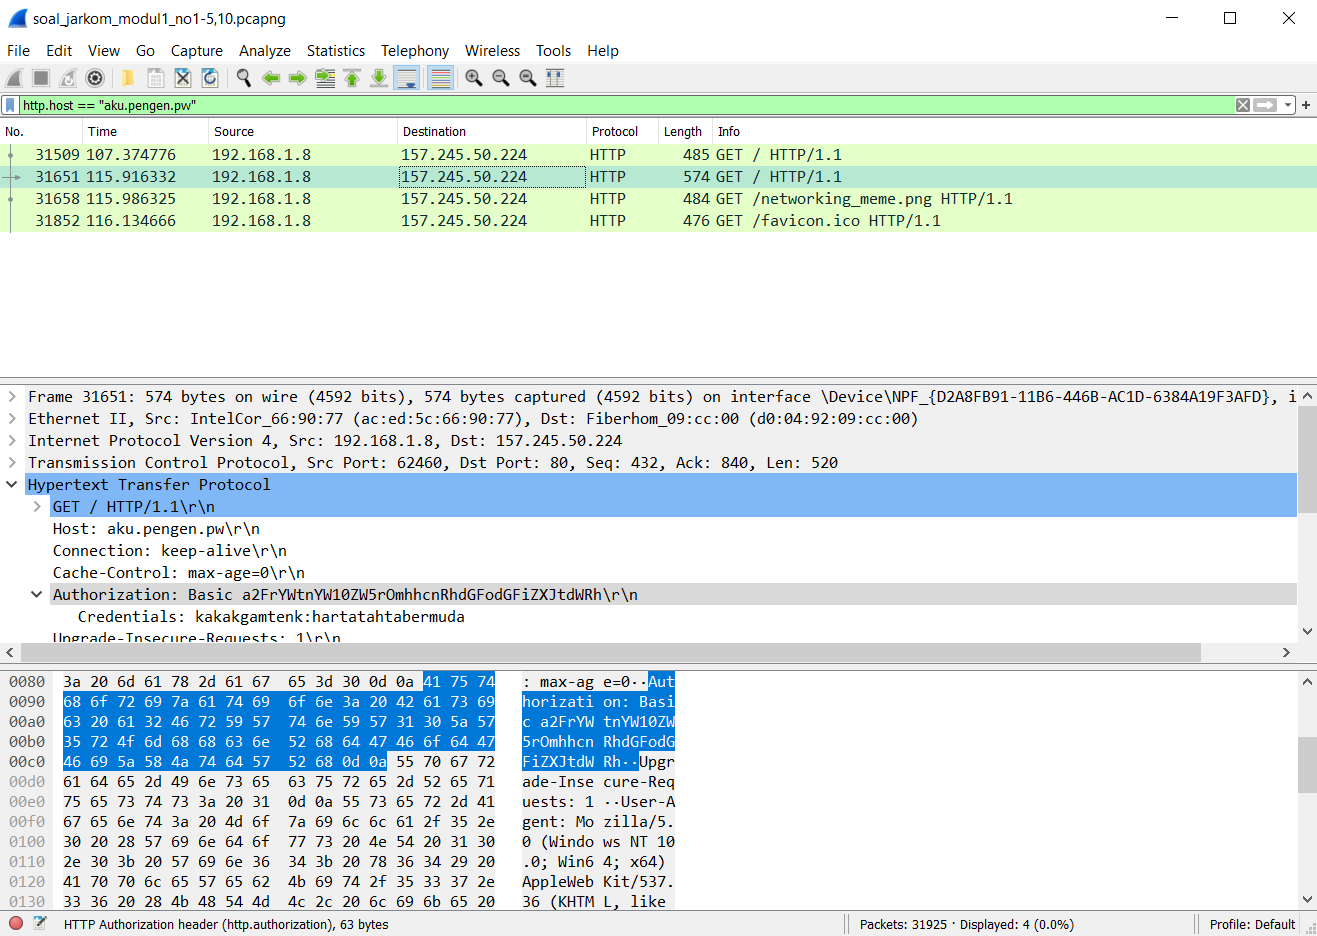 soal_jarkom_modul1_no1-5,10.pcapng
File Edit View Go Capture Analyze Statistics Telephony Wireless Tools Help
http.host == "aku.pengen.pw"
No. Time Source Destination Protocol Length Info
31509 107.374776 192.168.1.8 157.245.50.224 HTTP 485 GET / HTTP/1.1
31651 115.916332 192.168.1.8 157.245.50.224 HTTP 574 GET / HTTP/1.1
31658 115.986325 192.168.1.8 157.245.50.224 HTTP 484 GET /networking_meme.png HTTP/1.1
31852 116.134666 192.168.1.8 157.245.50.224 HTTP 476 GET /favicon.ico HTTP/1.1
Frame 31651: 574 bytes on wire (4592 bits), 574 bytes captured (4592 bits) on interface \Device\NPF_{D2A8FB91-11B6-446B-AC1D-6384A19F3AFD}, i
Ethernet II, Src: IntelCor_66:90:77 (ac:ed:5c:66:90:77), Dst: Fiberhom_09:cc:00 (d0:04:92:09:cc:00)
Internet Protocol Version 4, Src: 192.168.1.8, Dst: 157.245.50.224
Transmission Control Protocol, Src Port: 62460, Dst Port: 80, Seq: 432, Ack: 840, Len: 520
Hypertext Transfer Protocol
GET / HTTP/1.1\r\n
Host: aku.pengen.pw\r\n
Connection: keep-alive\r\n
Cache-Control: max-age=0\r\n
Authorization: Basic a2FrYWtnYW10ZW5rOmhhcnRhdGFodGFiZXJtdWRh\r\n
Credentials: kakakgamtenk:hartatahtabermuda
Upgrade-Insecure-Requests: 1\r\n
0080 3a 20 6d 61 78 2d 61 67 65 3d 30 0d 0a 41 75 74 : max-ag e=0··Aut
0090 68 6f 72 69 7a 61 74 69 6f 6e 3a 20 42 61 73 69 horizati on: Basi
00a0 63 20 61 32 46 72 59 57 74 6e 59 57 31 30 5a 57 c a2FrYW tnYW10ZW
00b0 35 72 4f 6d 68 68 63 6e 52 68 64 47 46 6f 64 47 5rOmhhcn RhdGFodG
00c0 46 69 5a 58 4a 74 64 57 52 68 0d 0a 55 70 67 72 FiZXJtdW Rh··Upgr
00d0 61 64 65 2d 49 6e 73 65 63 75 72 65 2d 52 65 71 ade-Inse cure-Req
00e0 75 65 73 74 73 3a 20 31 0d 0a 55 73 65 72 2d 41 uests: 1 ··User-A
00f0 67 65 6e 74 3a 20 4d 6f 7a 69 6c 6c 61 2f 35 2e gent: Mo zilla/5.
0100 30 20 28 57 69 6e 64 6f 77 73 20 4e 54 20 31 30 0 (Windo ws NT 10
0110 2e 30 3b 20 57 69 6e 36 34 3b 20 78 36 34 29 20 .0; Win6 4; x64)
0120 41 70 70 6c 65 57 65 62 4b 69 74 2f 35 33 37 2e AppleWeb Kit/537.
0130 33 36 20 28 4b 48 54 4d 4c 2c 20 6c 69 6b 65 20 36 (KHTM L, like
HTTP Authorization header (http.authorization), 63 bytes Packets: 31925 · Displayed: 4 (0.0%) Profile: Default